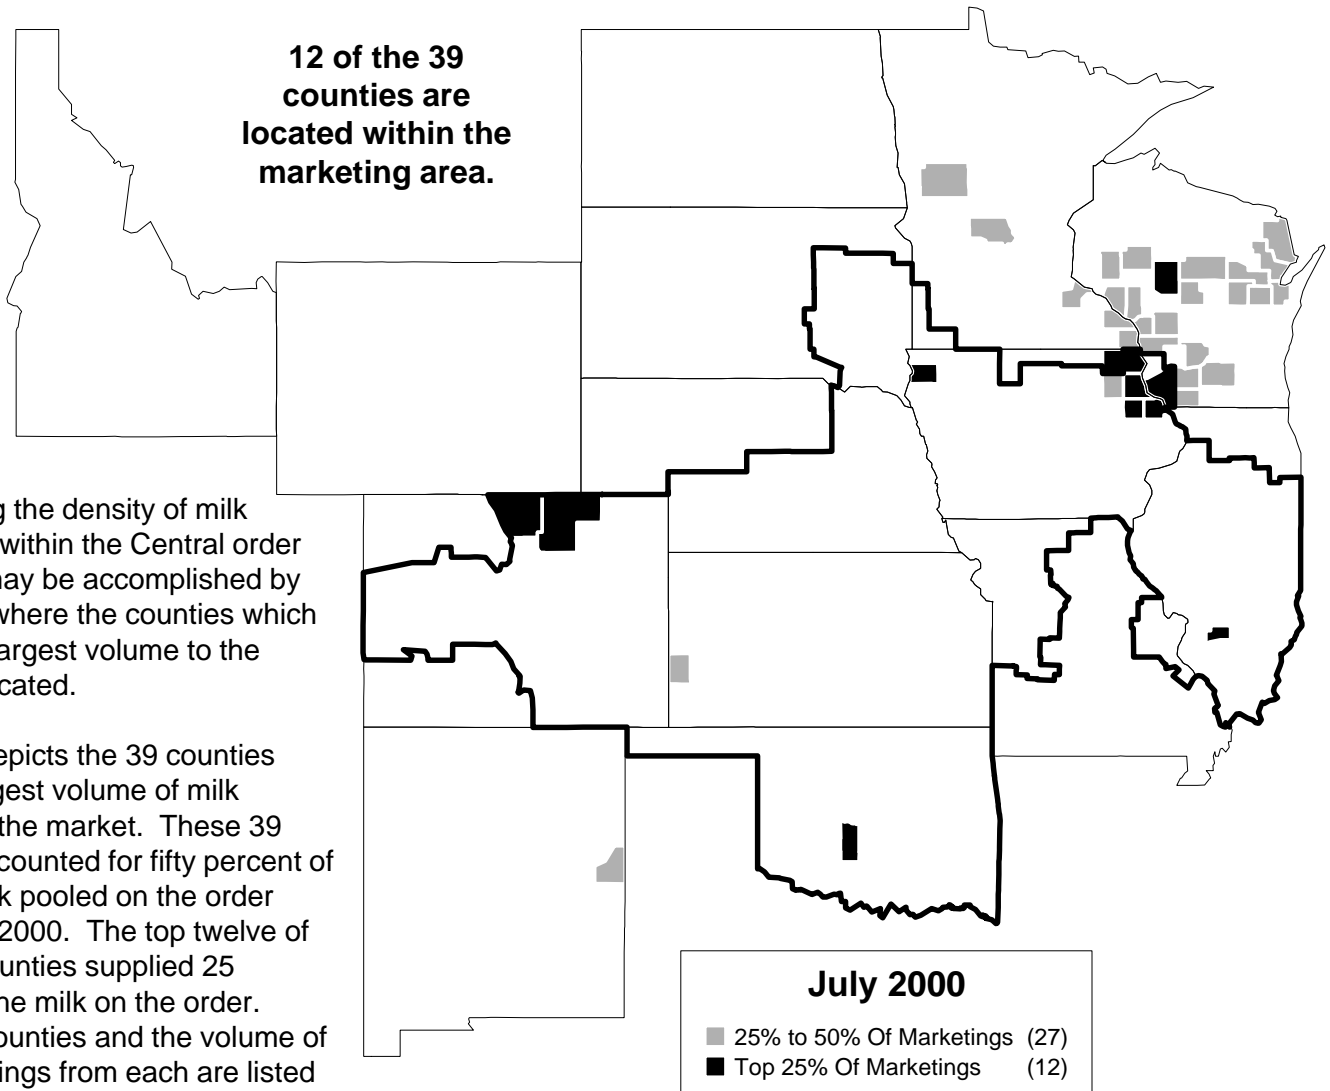 12 of the 39
counties are
located within the
marketing area.
g the density of milk
within the Central order
may be accomplished by
where the counties which
argest volume to the
cated.
epicts the 39 counties
gest volume of milk
the market. These 39
counted for fifty percent of
k pooled on the order
2000. The top twelve of
unties supplied 25
he milk on the order.
ounties and the volume of
ings from each are listed
July 2000
25% to 50% Of Marketings (27)
Top 25% Of Marketings (12)